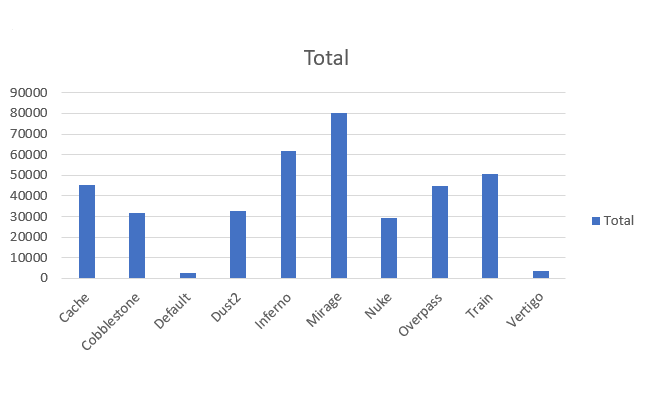 Total
90000
80000
70000
60000
50000
40000
30000
20000
10000
0
Cache
Cobblestone
Default
Dust2
Inferno
Mirage
Nuke
Overpass
Train
Vertigo
Total